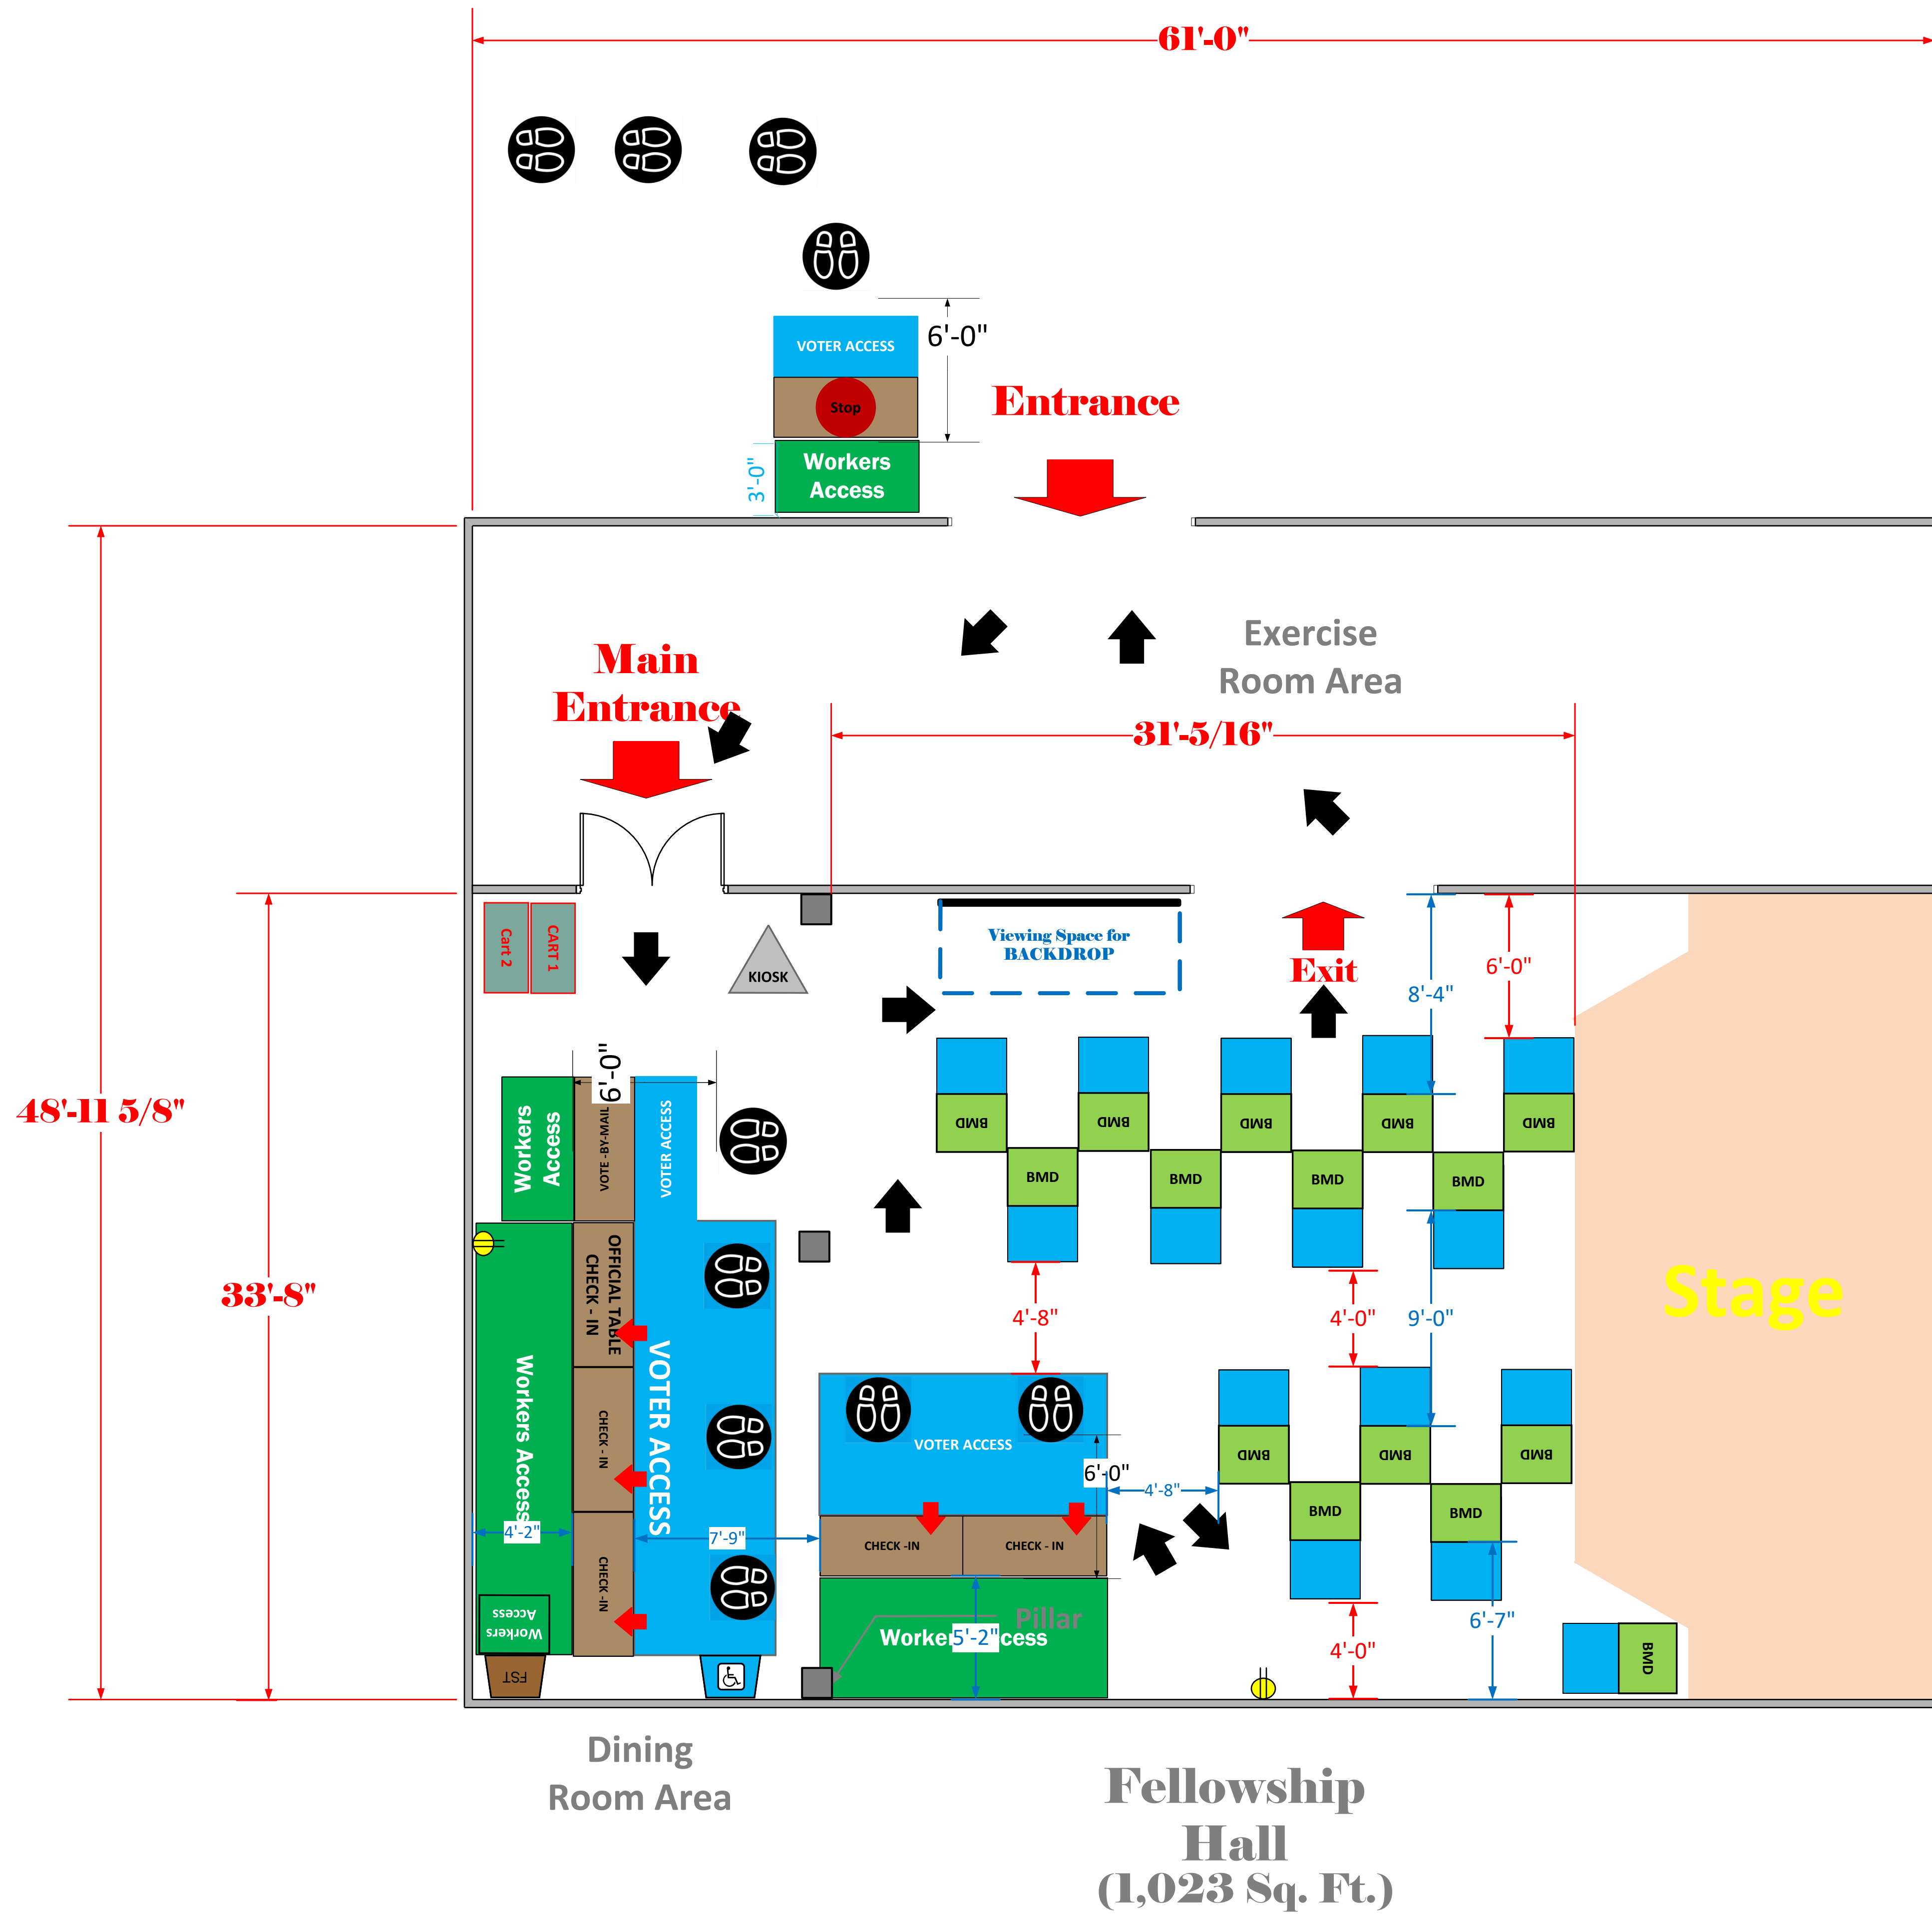 61'-0"
VOTER ACCESS
6'-0"
Stop
Entrance
Workers
Access
3'-0"
Exercise
Room Area
Main
Entrance
31'-5/16"
Cart 2
CART 1
KIOSK
Viewing Space for
BACKDROP
Exit
8'-4"
6'-0"
48'-11 5/8"
33'-8"
Workers
Access
6'-0"
VOTE-BY-MAIL
VOTER ACCESS
BMD
BMD
BMD
BMD
BMD
BMD
BMD
BMD
BMD
OFFICIAL TABLE
CHECK - IN
Workers Access
VOTER ACCESS
CHECK - IN
CHECK -IN
4'-8"
4'-0"
9'-0"
Stage
VOTER ACCESS
6'-0"
4'-8"
BMD
BMD
BMD
BMD
BMD
4'-2"
7'-9"
CHECK -IN
CHECK - IN
Workers
Access
FST
Pillar
5'-2"
4'-0"
6'-7"
BMD
Dining
Room Area
Fellowship
Hall
(1,023 Sq. Ft.)